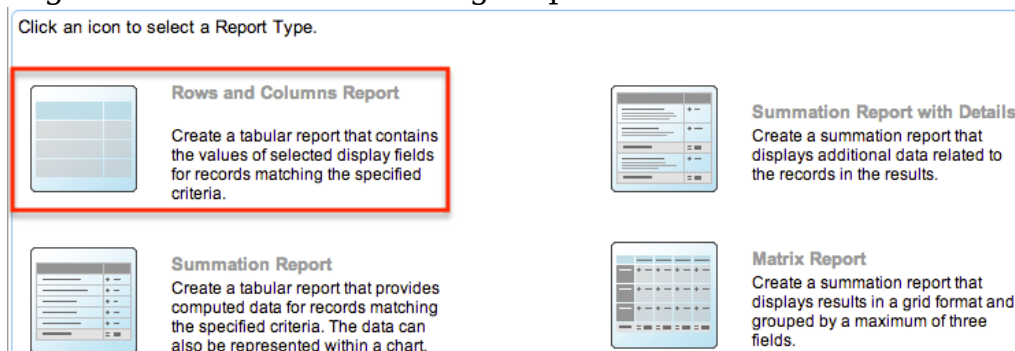 Click an icon to select a Report Type.
Rows and Columns Report
Create a tabular report that contains
the values of selected display fields
for records matching the specified
criteria.
Summation Report with Details
Create a summation report that
displays additional data related to
the records in the results.
Summation Report
Create a tabular report that provides
computed data for records matching
the specified criteria. The data can
also be represented within a chart.
Matrix Report
Create a summation report that
displays results in a grid format and
grouped by a maximum of three
fields.